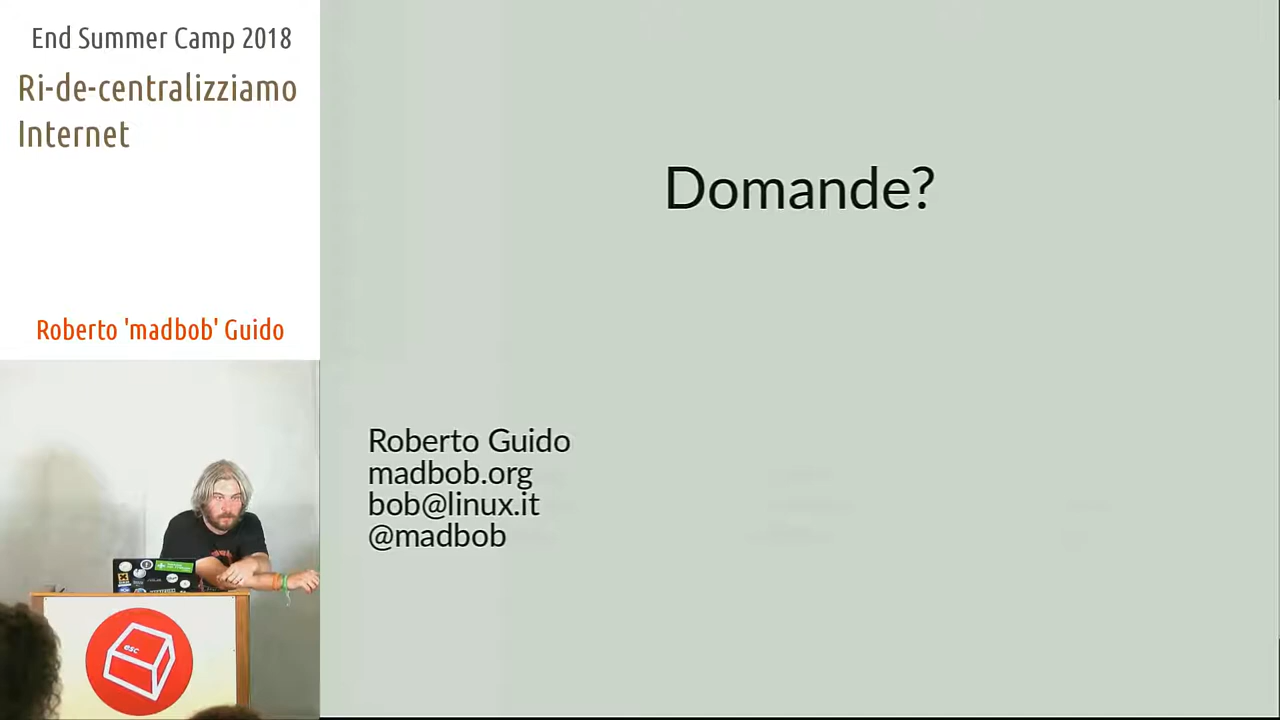 End Summer Camp 2018
Ri-de-centralizziamo
Internet
Roberto 'madbob' Guido
Domande?
Roberto Guido
madbob.org
bob@linux.it
@madbob
esc